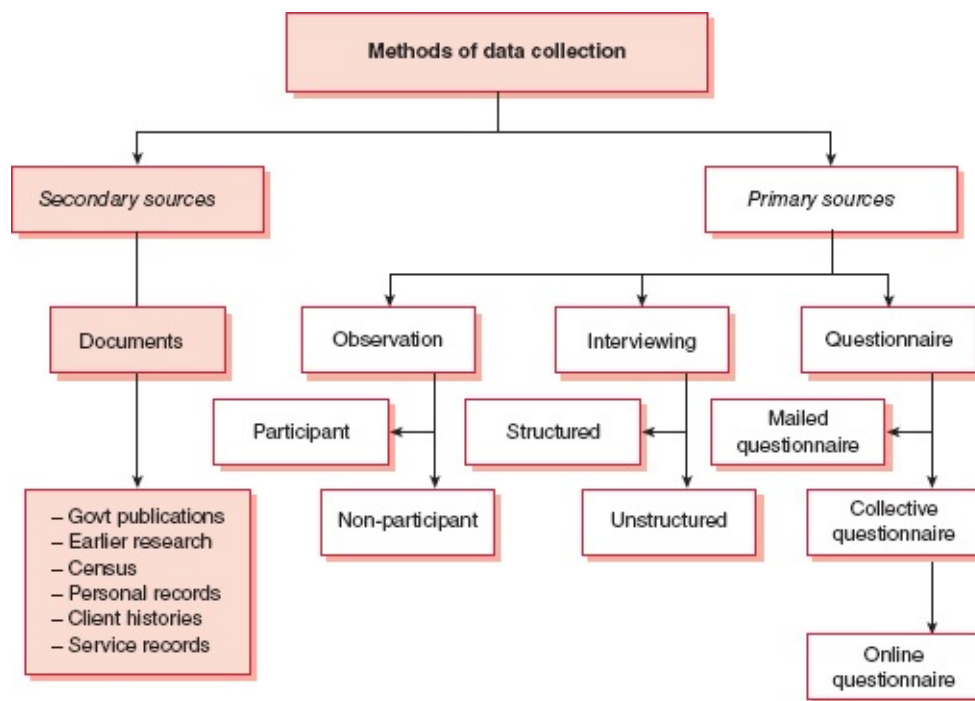 Methods of data collection
Secondary sources
Primary sources
Documents
Observation
Interviewing
Questionnaire
Participant
Structured
Mailed
questionnaire
– Govt publications
– Earlier research
– Census
– Personal records
– Client histories
– Service records
Non-participant
Unstructured
Collective
questionnaire
Online
questionnaire